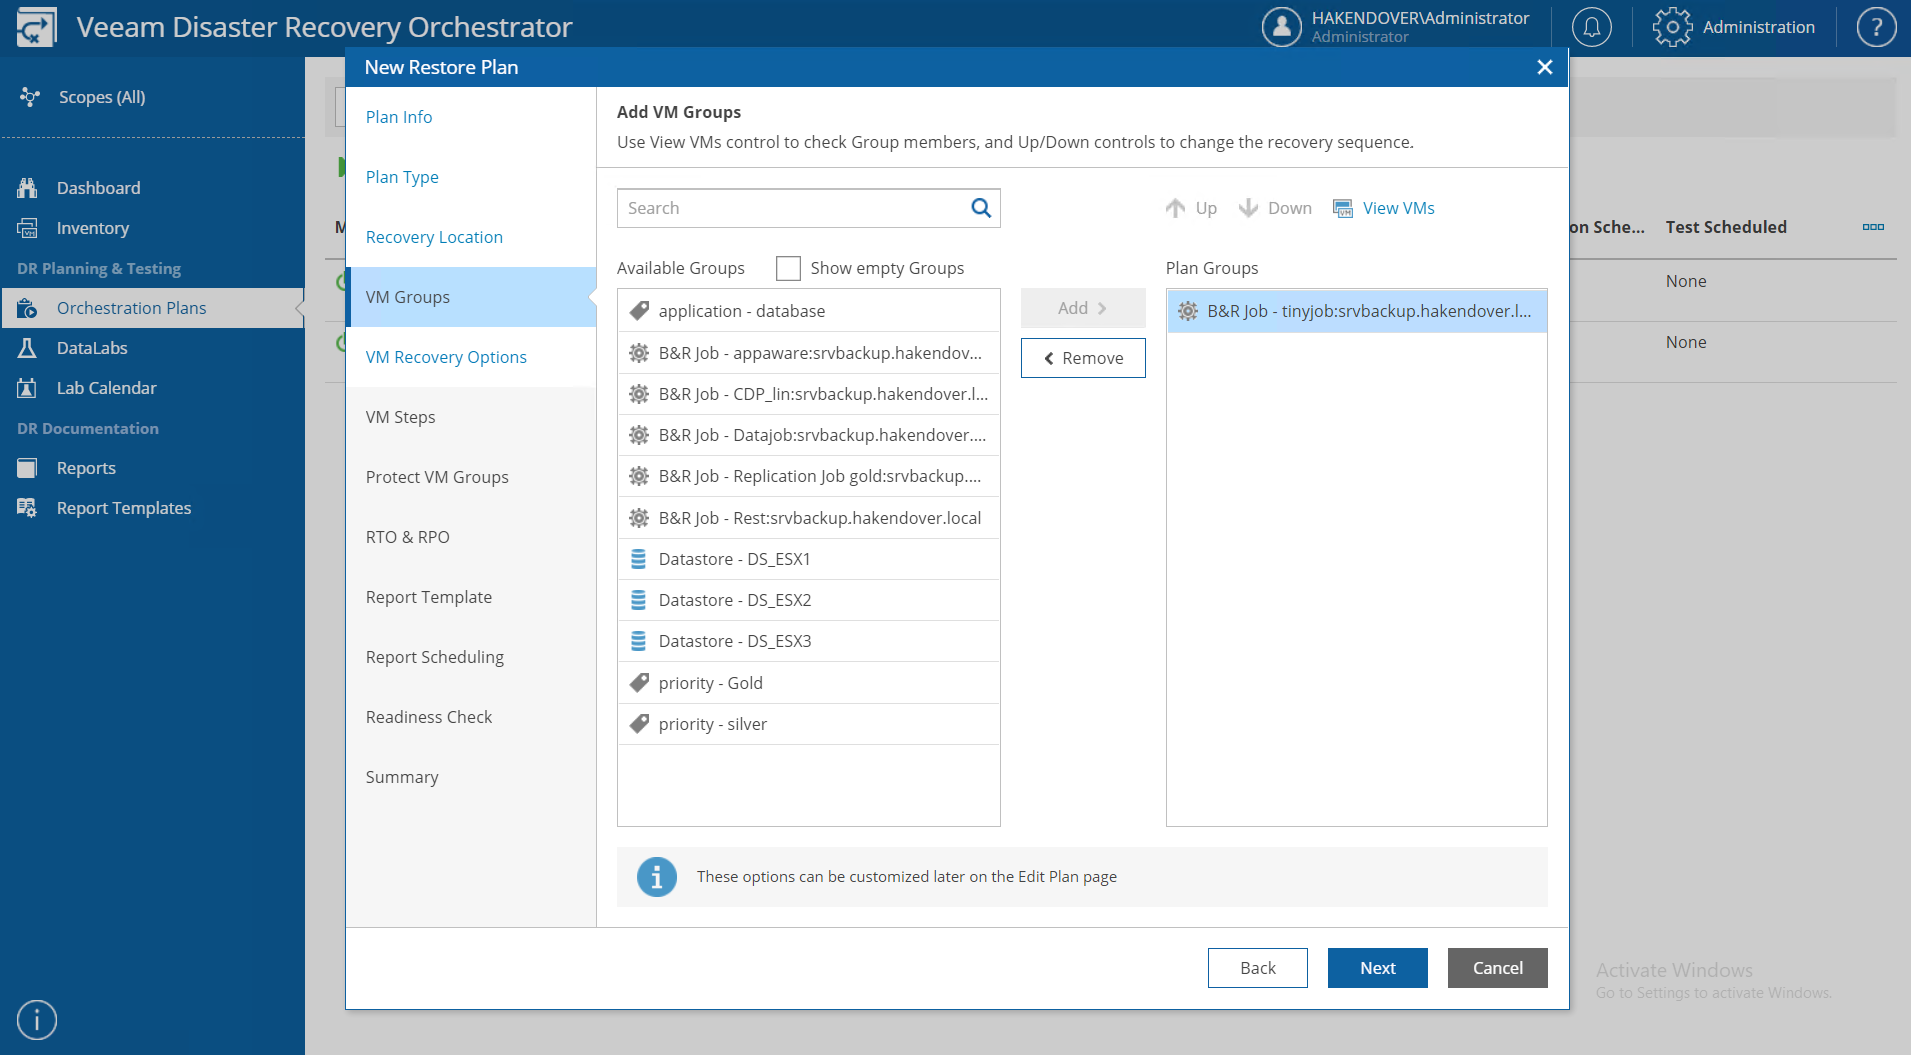 Veeam Disaster Recovery Orchestrator
HAKENDOVER\Administrator
Administrator
Administration
?
Scopes (All)
Dashboard
Inventory
DR Planning & Testing
Orchestration Plans
DataLabs
Lab Calendar
DR Documentation
Reports
Report Templates
on Sche...
Test Scheduled
None
None
New Restore Plan
Plan Info
Plan Type
Recovery Location
VM Groups
VM Recovery Options
VM Steps
Protect VM Groups
RTO & RPO
Report Template
Report Scheduling
Readiness Check
Summary
Add VM Groups
Use View VMs control to check Group members, and Up/Down controls to change the recovery sequence.
Search
Up
Down
View VMs
Available Groups
Show empty Groups
application - database
B&R Job - appaware:srvbackup.hakendov...
B&R Job - CDP_lin:srvbackup.hakendover.l...
B&R Job - Datajob:srvbackup.hakendover....
B&R Job - Replication Job gold:srvbackup....
B&R Job - Rest:srvbackup.hakendover.local
Datastore - DS_ESX1
Datastore - DS_ESX2
Datastore - DS_ESX3
priority - Gold
priority - silver
Add
Remove
Plan Groups
B&R Job - tinyjob:srvbackup.hakendover.l...
These options can be customized later on the Edit Plan page
Back
Next
Cancel
Activate Windows
Go to Settings to activate Windows.